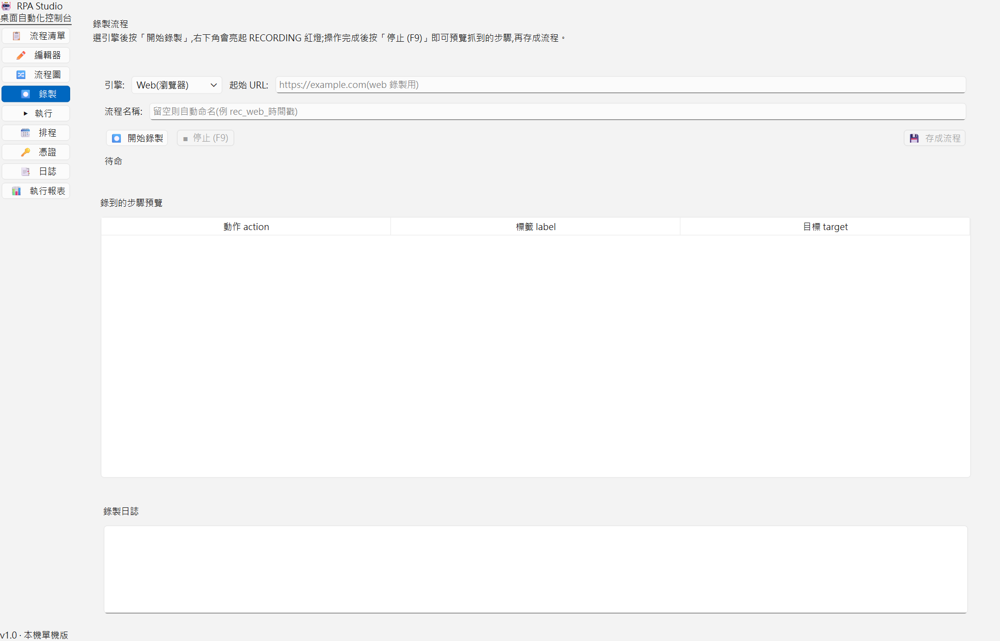 RPA Studio
桌面自動化控制台
流程清單
編輯器
流程圖
錄製
執行
排程
憑證
日誌
執行報表
v1.0 · 本機單機版
錄製流程
選引擎後按「開始錄製」,右下角會亮起 RECORDING 紅燈;操作完成後按「停止 (F9)」即可預覽抓到的步驟,再存成流程。
引擎: Web(瀏覽器) 起始 URL: https://example.com(web 錄製用)
流程名稱: 留空則自動命名(例 rec_web_時間戳)
開始錄製 停止 (F9) 存成流程
待命
錄到的步驟預覽
動作 action 標籤 label 目標 target
錄製日誌